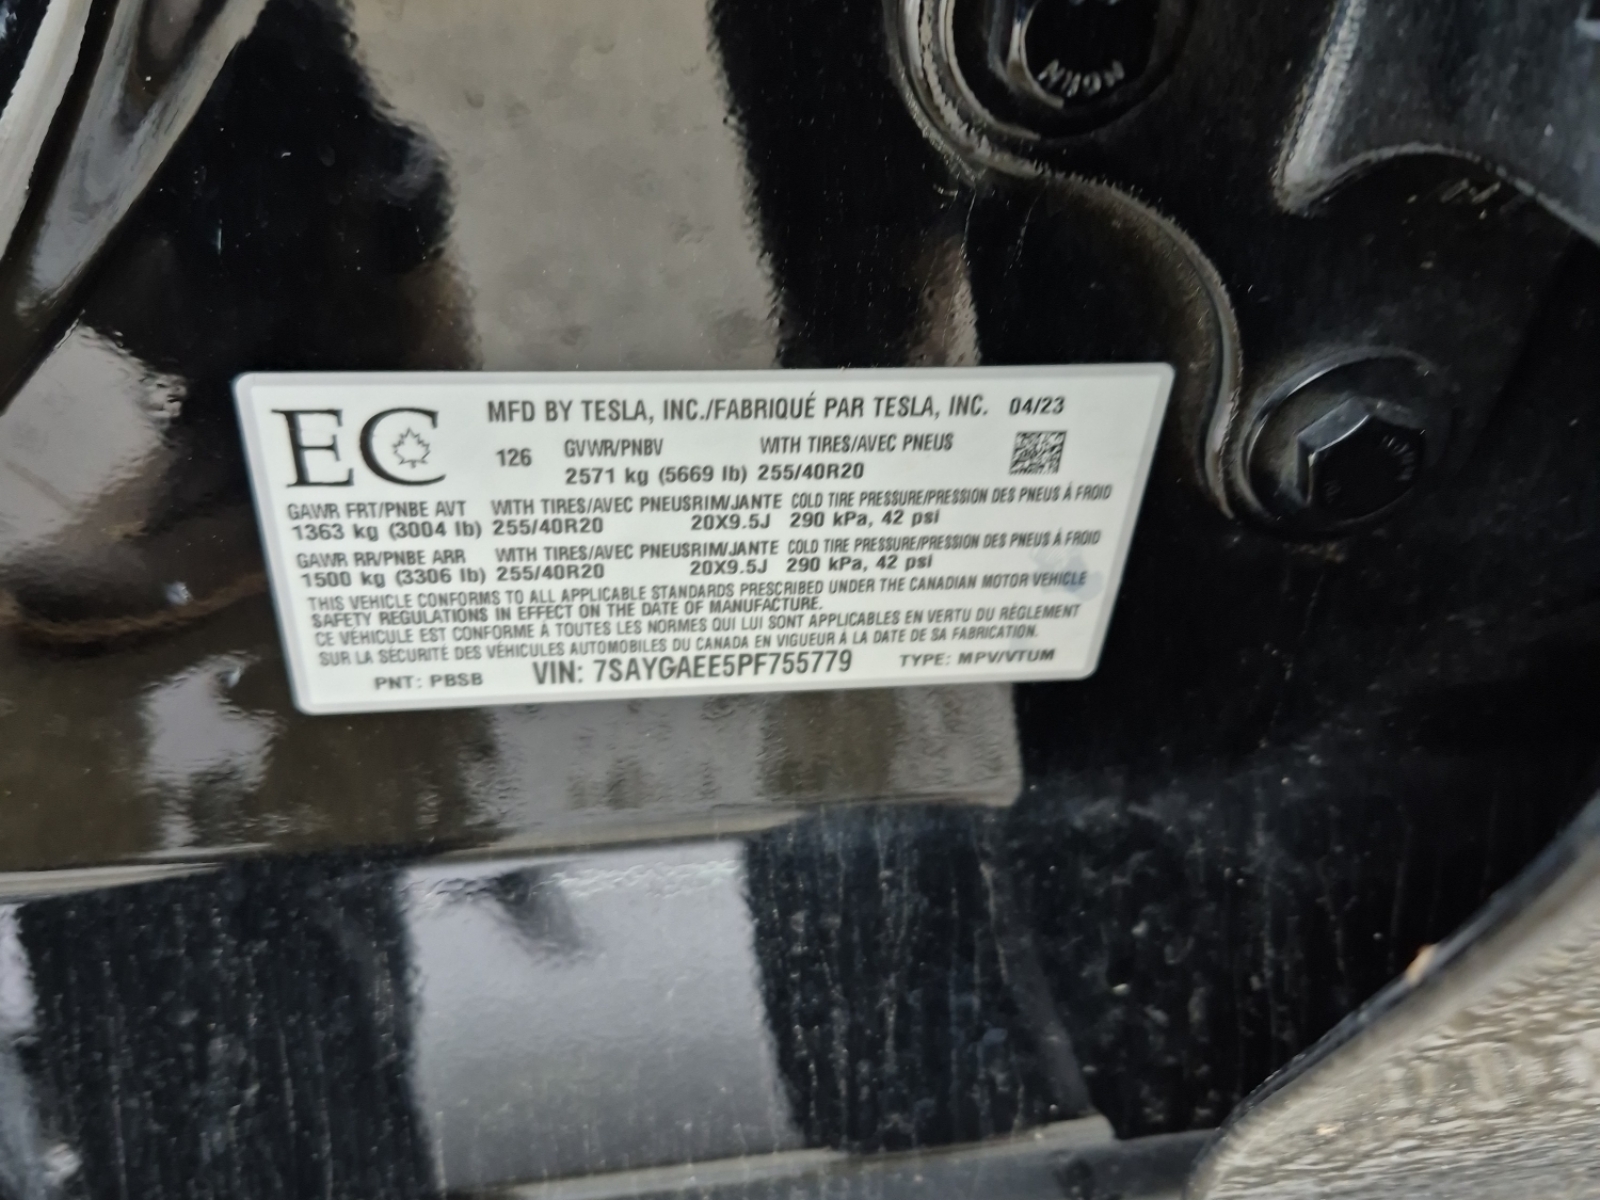 EC
MFD BY TESLA, INC./FABRIQUÉ PAR TESLA, INC. 04/23
126 GVWR/PNBV WITH TIRES/AVEC PNEUS
2571 kg (5669 lb) 255/40R20
GAWR FRT/PNBE AVT WITH TIRES/AVEC PNEUS RIM/JANTE COLD TIRE PRESSURE/PRESSION DES PNEUS À FROID
1363 kg (3004 lb) 255/40R20 20X9.5J 290 kPa, 42 psi
GAWR RR/PNBE ARR WITH TIRES/AVEC PNEUS RIM/JANTE COLD TIRE PRESSURE/PRESSION DES PNEUS À FROID
1500 kg (3306 lb) 255/40R20 20X9.5J 290 kPa, 42 psi
THIS VEHICLE CONFORMS TO ALL APPLICABLE STANDARDS PRESCRIBED UNDER THE CANADIAN MOTOR VEHICLE
SAFETY REGULATIONS IN EFFECT ON THE DATE OF MANUFACTURE.
CE VÉHICULE EST CONFORME À TOUTES LES NORMES QUI LUI SONT APPLICABLES EN VERTU DU RÈGLEMENT
SUR LA SÉCURITÉ DES VÉHICULES AUTOMOBILES DU CANADA EN VIGUEUR À LA DATE DE SA FABRICATION.
PNT: PBSB VIN: 7SAYGAEE5PF755779 TYPE: MPV/VTUM